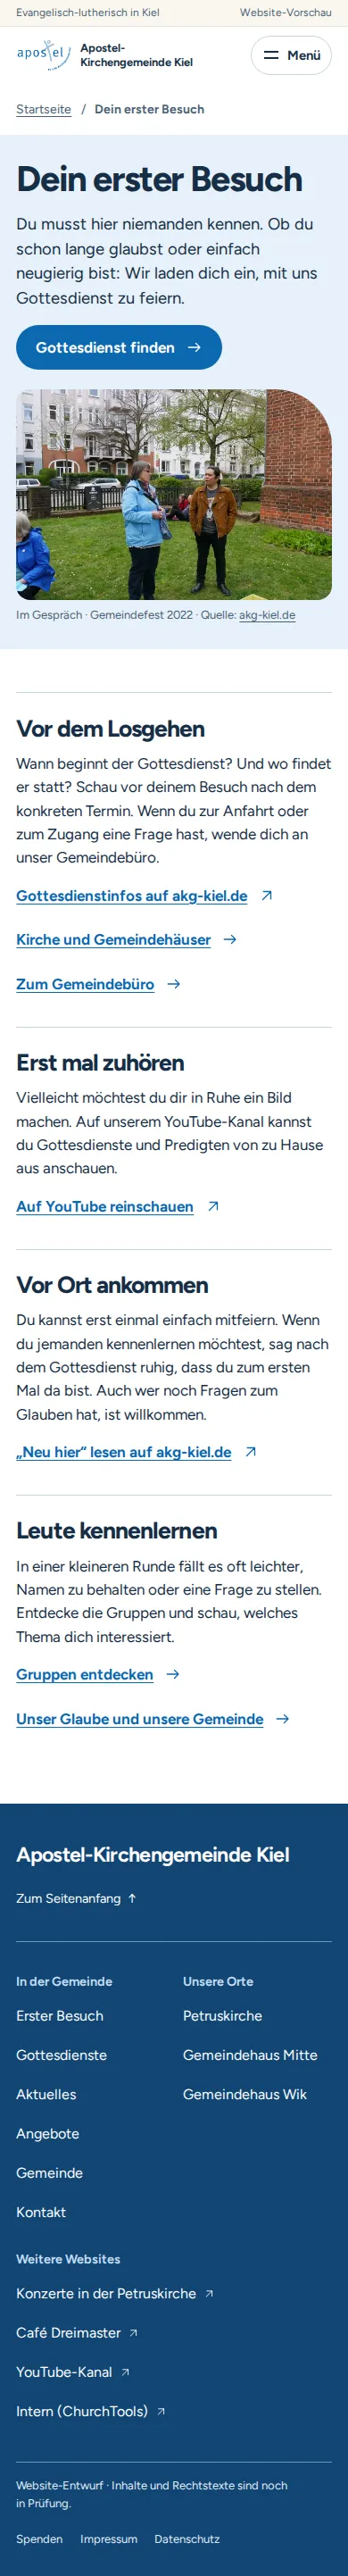 Evangelisch-lutherisch in Kiel
Website-Vorschau
apostel
Apostel-
Kirchengemeinde Kiel
Menü
Startseite / Dein erster Besuch
Dein erster Besuch
Du musst hier niemanden kennen. Ob du
schon lange glaubst oder einfach
neugierig bist: Wir laden dich ein, mit uns
Gottesdienst zu feiern.
Gottesdienst finden →
Im Gespräch · Gemeindefest 2022 · Quelle: akg-kiel.de
Vor dem Losgehen
Wann beginnt der Gottesdienst? Und wo findet
er statt? Schau vor deinem Besuch nach dem
konkreten Termin. Wenn du zur Anfahrt oder
zum Zugang eine Frage hast, wende dich an
unser Gemeindebüro.
Gottesdienstinfos auf akg-kiel.de ↗
Kirche und Gemeindehäuser →
Zum Gemeindebüro →
Erst mal zuhören
Vielleicht möchtest du dir in Ruhe ein Bild
machen. Auf unserem YouTube-Kanal kannst
du Gottesdienste und Predigten von zu Hause
aus anschauen.
Auf YouTube reinschauen ↗
Vor Ort ankommen
Du kannst erst einmal einfach mitfeiern. Wenn
du jemanden kennenlernen möchtest, sag nach
dem Gottesdienst ruhig, dass du zum ersten
Mal da bist. Auch wer noch Fragen zum
Glauben hat, ist willkommen.
„Neu hier“ lesen auf akg-kiel.de ↗
Leute kennenlernen
In einer kleineren Runde fällt es oft leichter,
Namen zu behalten oder eine Frage zu stellen.
Entdecke die Gruppen und schau, welches
Thema dich interessiert.
Gruppen entdecken →
Unser Glaube und unsere Gemeinde →
Apostel-Kirchengemeinde Kiel
Zum Seitenanfang ↑
In der Gemeinde
Erster Besuch
Gottesdienste
Aktuelles
Angebote
Gemeinde
Kontakt
Unsere Orte
Petruskirche
Gemeindehaus Mitte
Gemeindehaus Wik
Weitere Websites
Konzerte in der Petruskirche ↗
Café Dreimaster ↗
YouTube-Kanal ↗
Intern (ChurchTools) ↗
Website-Entwurf · Inhalte und Rechtstexte sind noch
in Prüfung.
Spenden
Impressum
Datenschutz